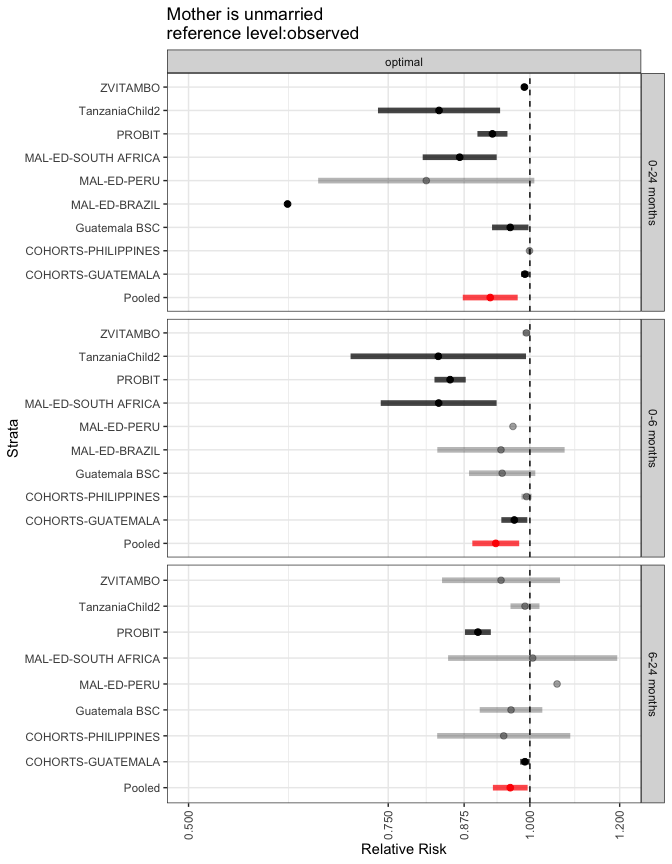 Mother is unmarried
reference level:observed
optimal
ZVITAMBO
TanzaniaChild2
PROBIT
MAL-ED-SOUTH AFRICA
MAL-ED-PERU
MAL-ED-BRAZIL
Guatemala BSC
COHORTS-PHILIPPINES
COHORTS-GUATEMALA
Pooled
0-24 months
ZVITAMBO
TanzaniaChild2
PROBIT
MAL-ED-SOUTH AFRICA
MAL-ED-PERU
MAL-ED-BRAZIL
Guatemala BSC
COHORTS-PHILIPPINES
COHORTS-GUATEMALA
Pooled
0-6 months
ZVITAMBO
TanzaniaChild2
PROBIT
MAL-ED-SOUTH AFRICA
MAL-ED-PERU
Guatemala BSC
COHORTS-PHILIPPINES
COHORTS-GUATEMALA
Pooled
6-24 months
Strata
0.500
0.750
0.875
1.000
1.200
Relative Risk